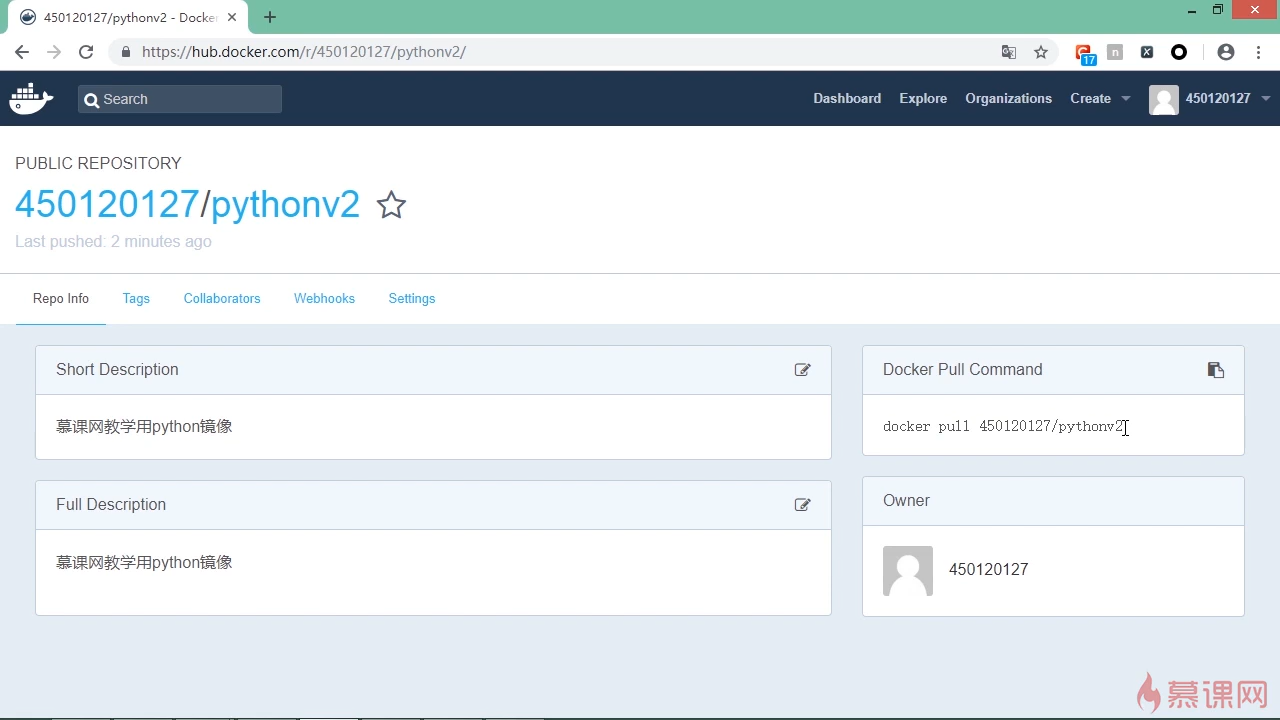 450120127/pythonv2 - Docker
https://hub.docker.com/r/450120127/pythonv2/
17
n
Search
Dashboard
Explore
Organizations
Create
450120127
PUBLIC REPOSITORY
450120127/pythonv2
Last pushed: 2 minutes ago
Repo Info
Tags
Collaborators
Webhooks
Settings
Short Description
慕课网教学用python镜像
Docker Pull Command
docker pull 450120127/pythonv2
Full Description
慕课网教学用python镜像
Owner
450120127
慕课网